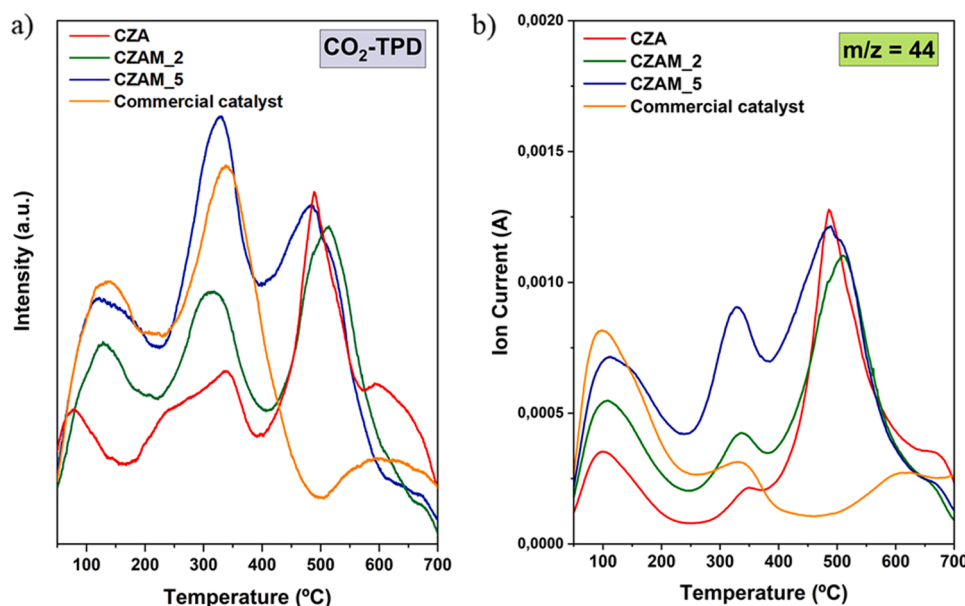 a)
CO₂-TPD
CZA
CZAM_2
CZAM_5
Commercial catalyst
Intensity (a.u.)
100 200 300 400 500 600 700
Temperature (ºC)
b)
m/z = 44
CZA
CZAM_2
CZAM_5
Commercial catalyst
0,0020
0,0015
0,0010
0,0005
0,0000
Ion Current (A)
100 200 300 400 500 600 700
Temperature (ºC)